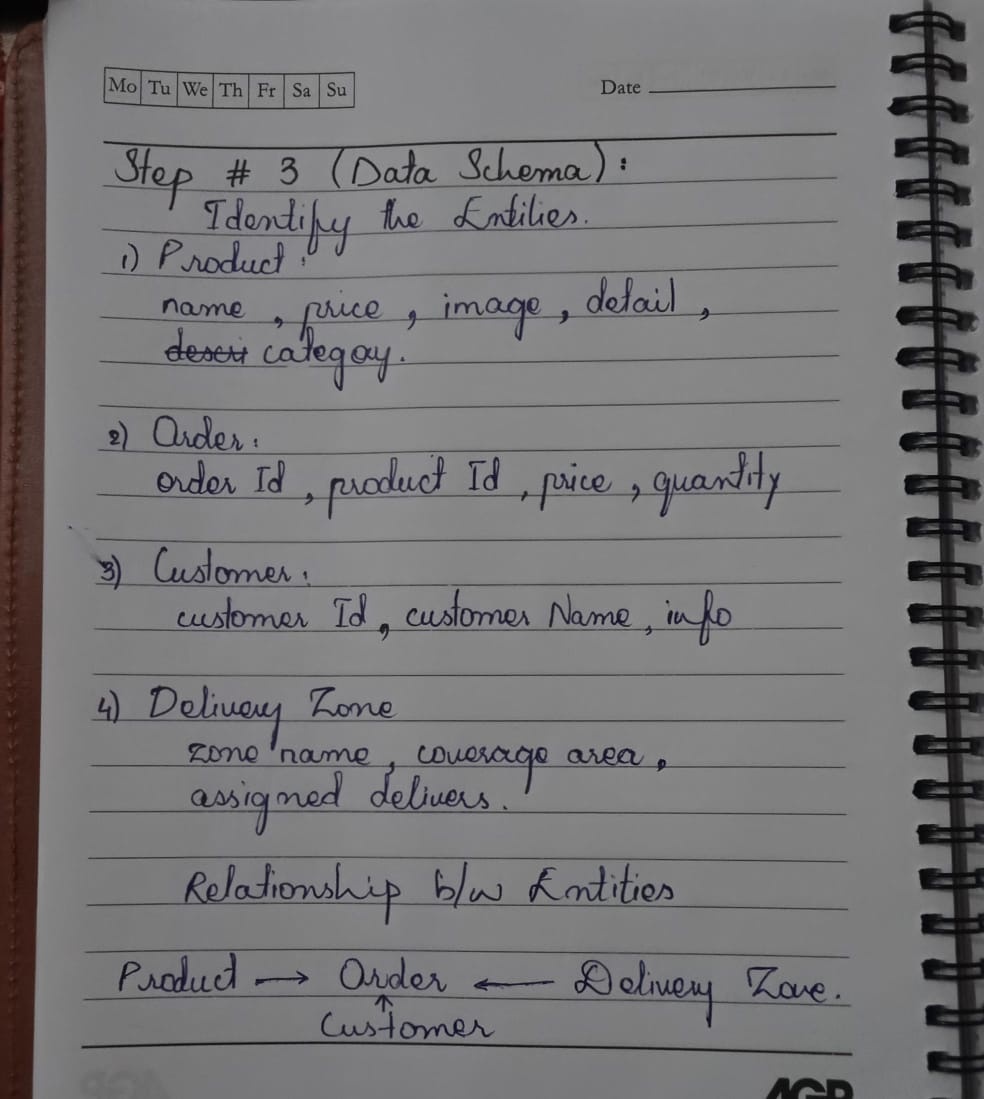 Mo Tu We Th Fr Sa Su
Date
Step # 3 (Data Schema):
Identify the Entilies.
1) Product:
name, price, image, detail,
descri categoy.
2) Order:
order Id, product Id, price, quantity
3) Customer:
customer Id, customer Name, info
4) Delivery Zone
zone name, coverage area,
assigned delivers.
Relationship b/w Entities
Product → Order ← Delivery Zone.
↑
Customer
AGP